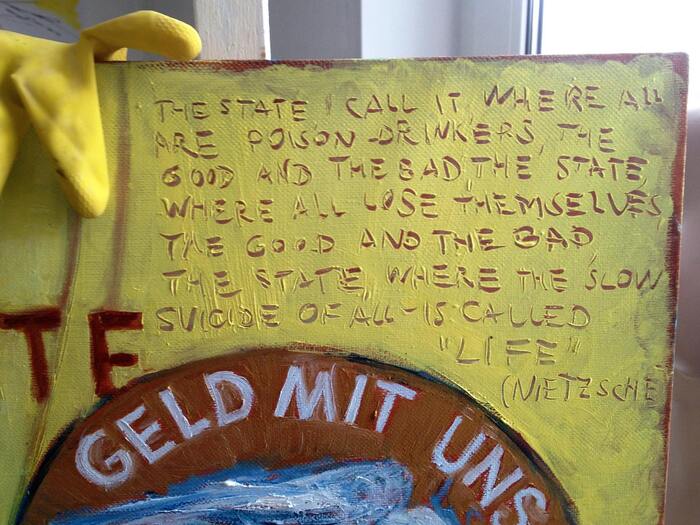 THE STATE I CALL IT WHERE ALL
ARE POISON-DRINKERS, THE
GOOD AND THE BAD, THE STATE,
WHERE ALL LOSE THEMSELVES
THE GOOD AND THE BAD,
THE STATE, WHERE THE SLOW
SUICIDE OF ALL - IS CALLED
"LIFE"
(NIETZSCHE
TE
GELD MIT UNS